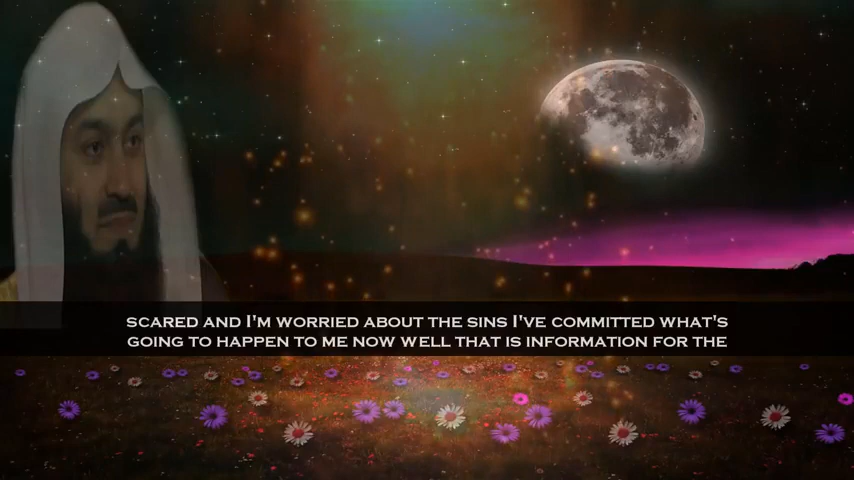 SCARED AND I'M WORRIED ABOUT THE SINS I'VE COMMITTED WHAT'S
GOING TO HAPPEN TO ME NOW WELL THAT IS INFORMATION FOR THE